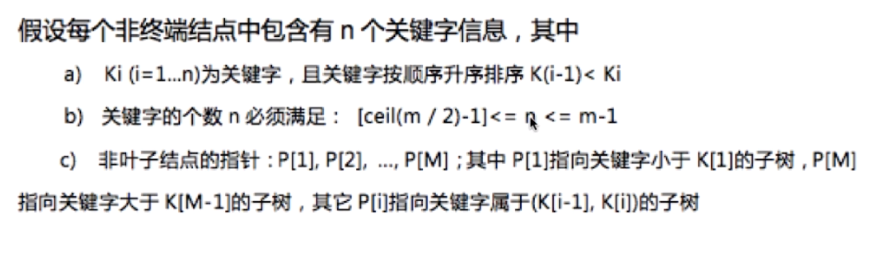 假设每个非终端结点中包含有 n 个关键字信息，其中
a) Ki (i=1...n)为关键字，且关键字按顺序升序排序 K(i-1)< Ki
b) 关键字的个数 n 必须满足： [ceil(m / 2)-1]<= n <= m-1
c) 非叶子结点的指针：P[1], P[2], …, P[M]；其中 P[1]指向关键字小于 K[1]的子树，P[M]
指向关键字大于 K[M-1]的子树，其它 P[i]指向关键字属于(K[i-1], K[i])的子树